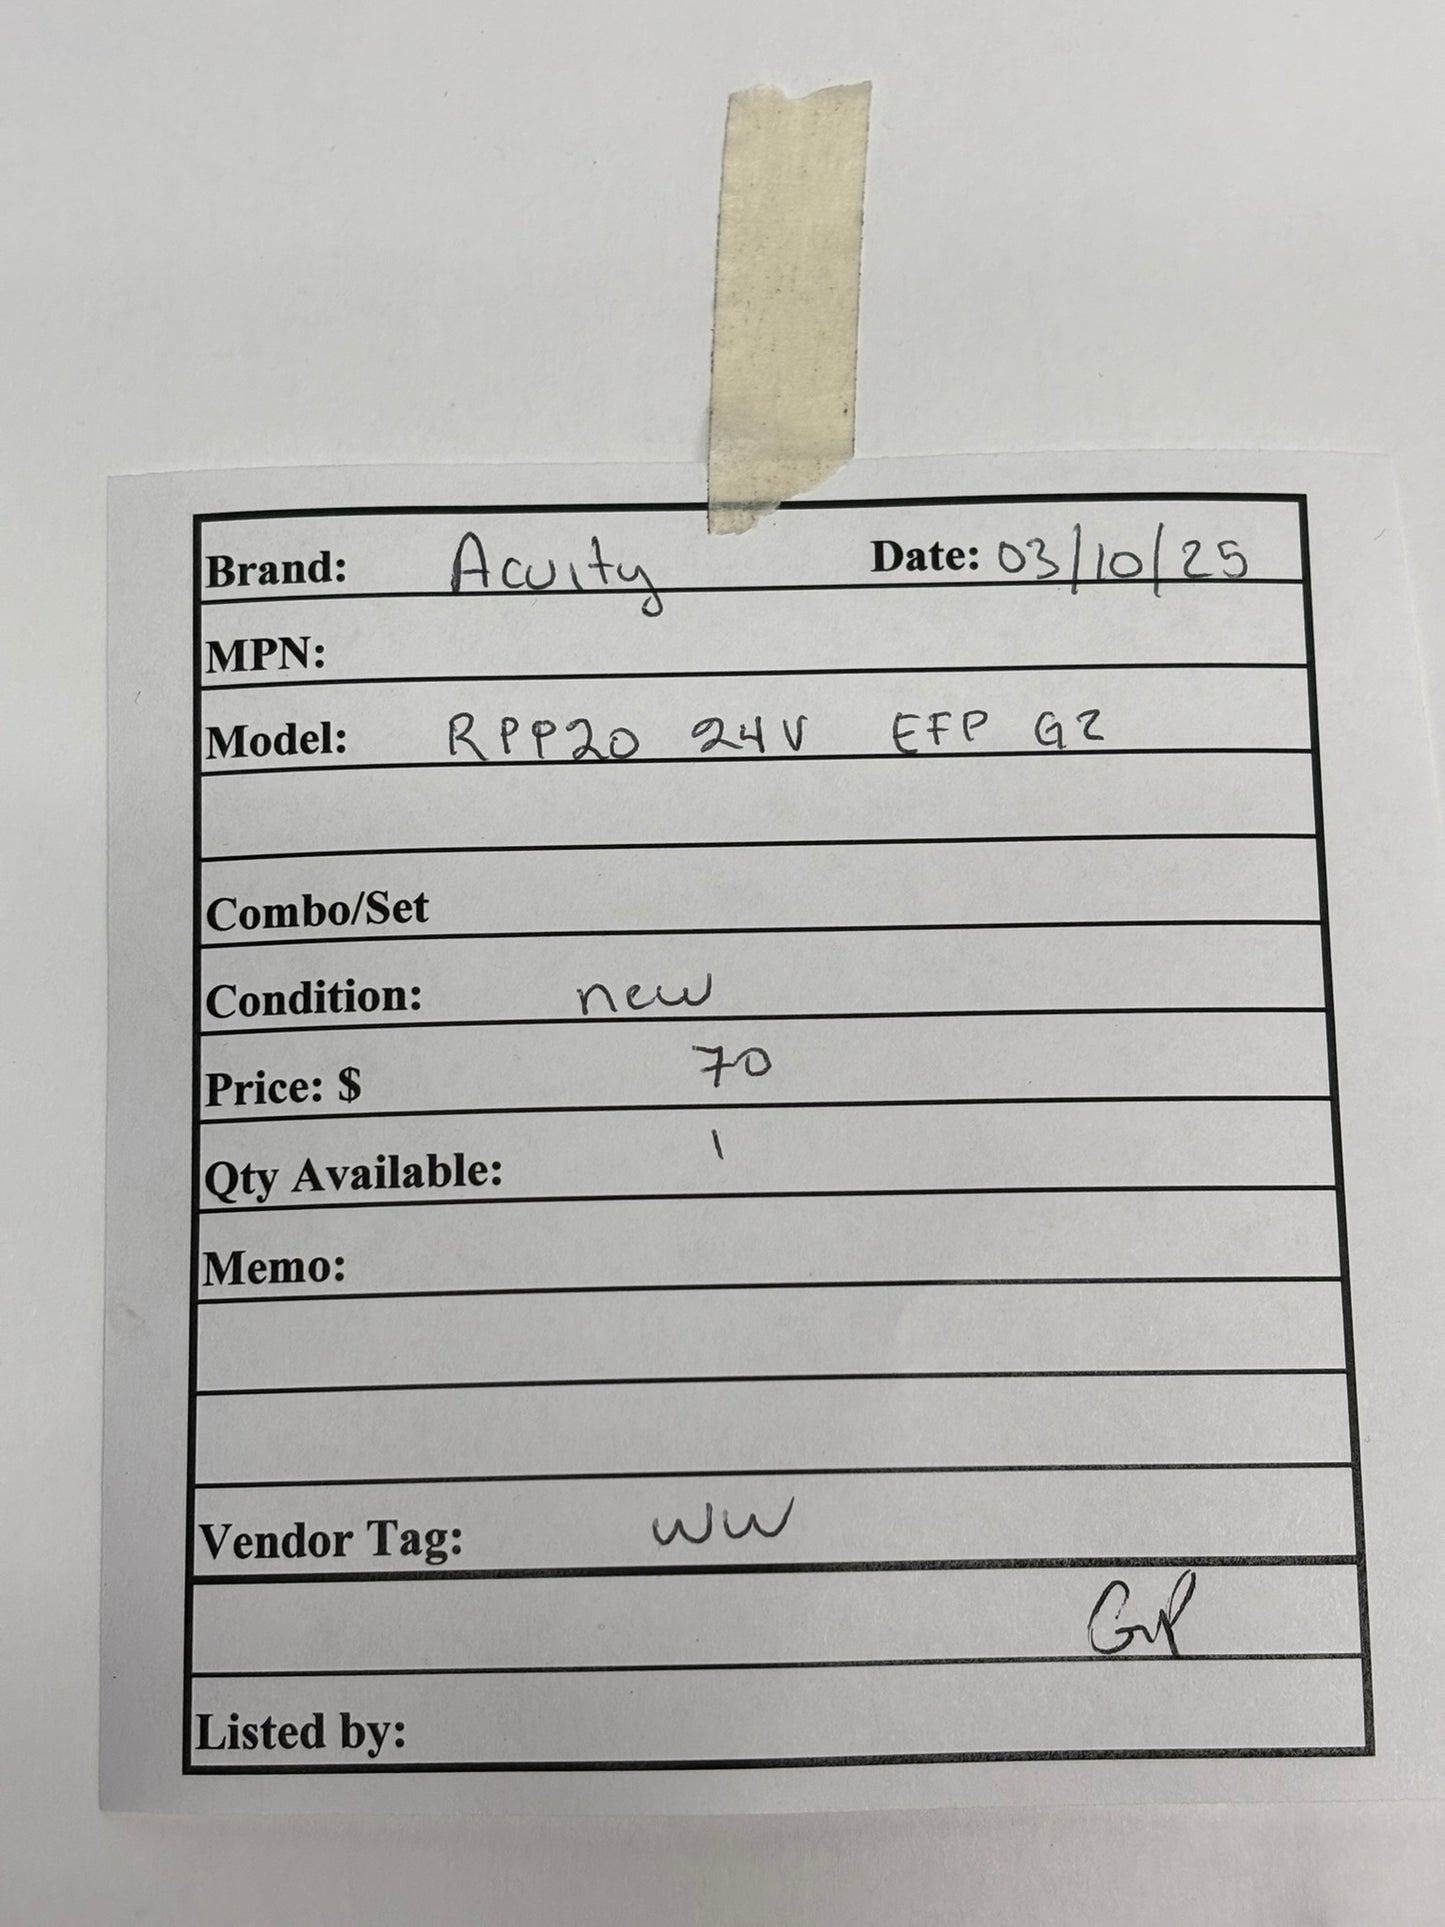 Brand: Acuity Date: 03/10/25
MPN:
Model: RPP20 24V EFP G2
Combo/Set
Condition: new
Price: $ 70
Qty Available: 1
Memo:
Vendor Tag: WW
GP
Listed by: